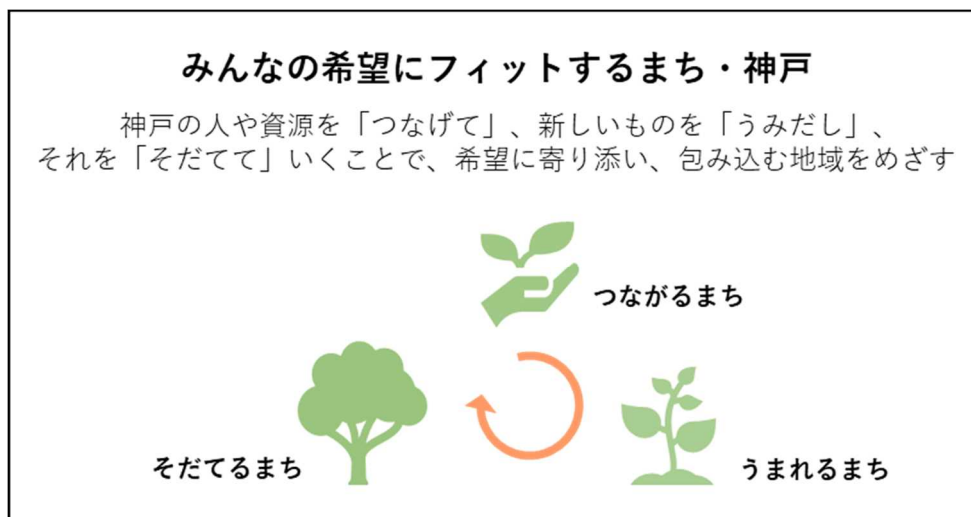 みんなの希望にフィットするまち・神戸
神戸の人や資源を「つなげて」、新しいものを「うみだし」、
それを「そだてて」いくことで、希望に寄り添い、包み込む地域をめざす
つながるまち
そだてるまち
うまれるまち